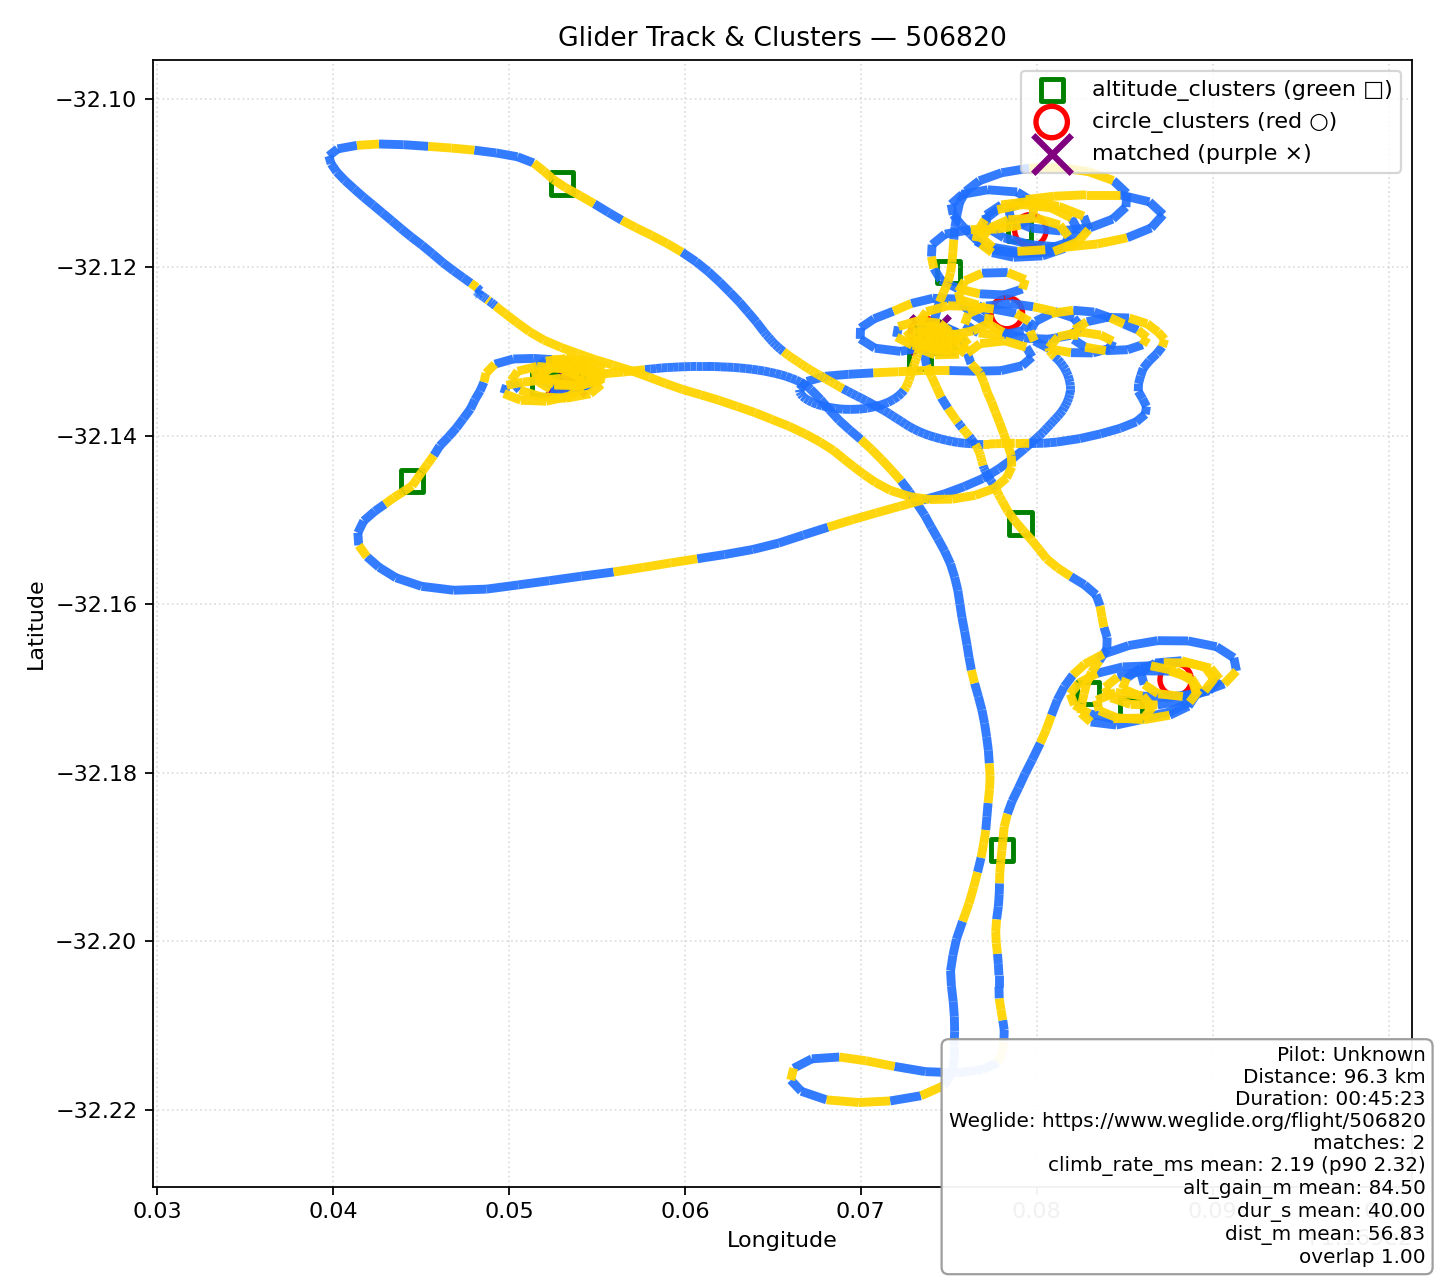 Glider Track & Clusters — 506820
altitude_clusters (green □)
circle_clusters (red ○)
matched (purple ×)
−32.10
−32.12
−32.14
−32.16
−32.18
−32.20
−32.22
Latitude
0.03
0.04
0.05
0.06
0.07
0.08
0.09
Longitude
Pilot: Unknown
Distance: 96.3 km
Duration: 00:45:23
Weglide: https://www.weglide.org/flight/506820
matches: 2
climb_rate_ms mean: 2.19 (p90 2.32)
alt_gain_m mean: 84.50
dur_s mean: 40.00
dist_m mean: 56.83
overlap 1.00